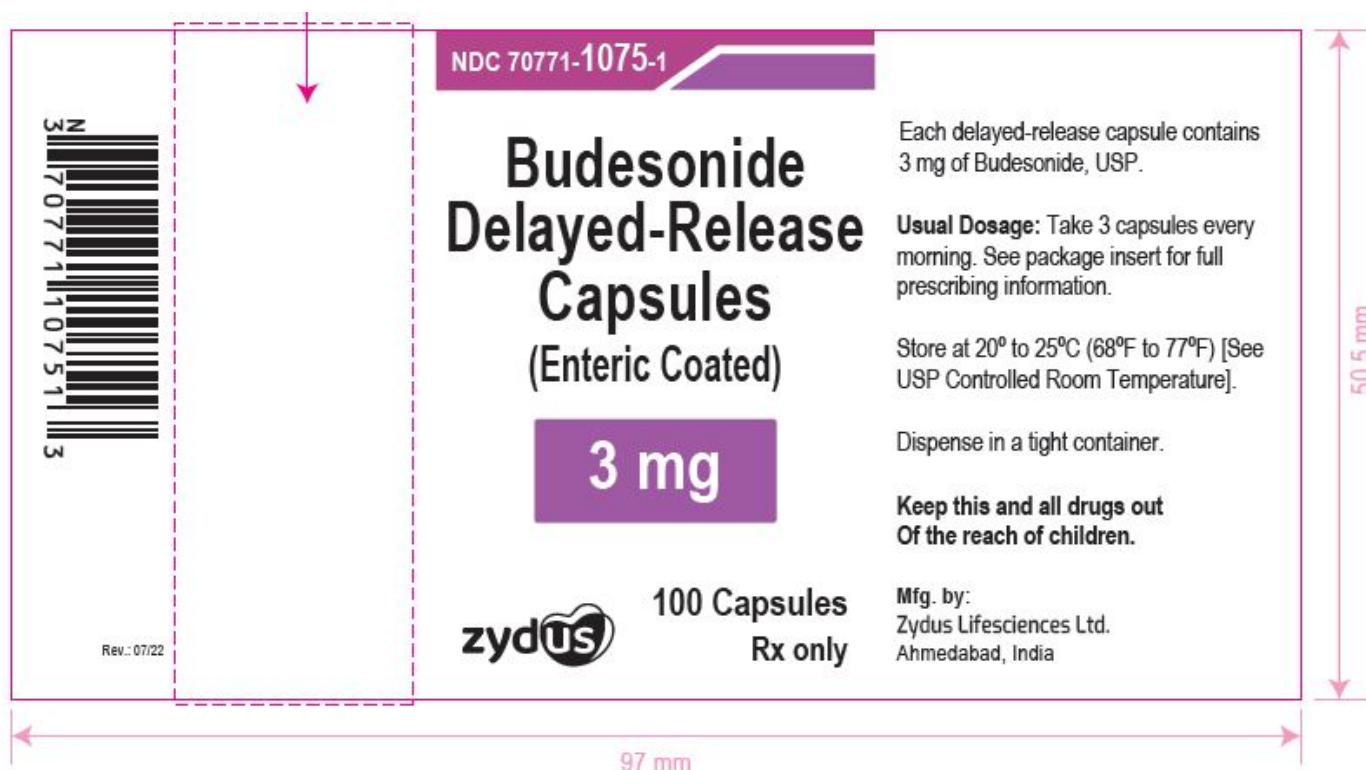 NDC 70771-1075-1
Budesonide
Delayed-Release
Capsules
(Enteric Coated)
3 mg
zydus
100 Capsules
Rx only
Each delayed-release capsule contains
3 mg of Budesonide, USP.
Usual Dosage: Take 3 capsules every
morning. See package insert for full
prescribing information.
Store at 20º to 25ºC (68ºF to 77ºF) [See
USP Controlled Room Temperature].
Dispense in a tight container.
Keep this and all drugs out
Of the reach of children.
Mfg. by:
Zydus Lifesciences Ltd.
Ahmedabad, India
N
3 70771 10751 3
Rev.: 07/22
97 mm
50.5 mm